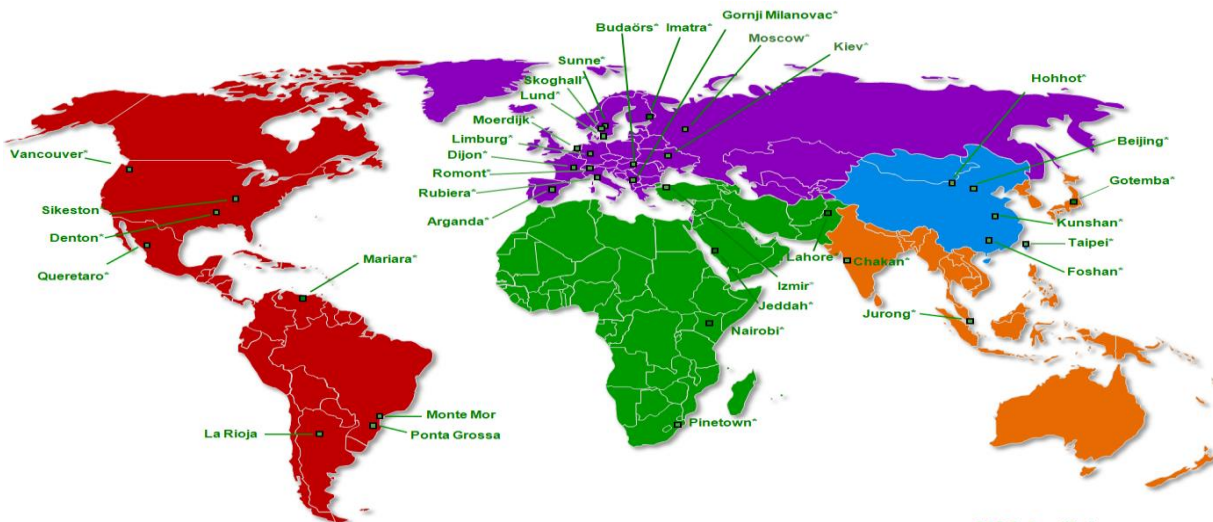 Gornji Milanovac*
Budaörs* Imatra*
Moscow*
Kiev*
Sunne*
Skoghall*
Hohhot*
Lund*
Moerdijk*
Beijing*
Limburg*
Vancouver*
Dijon*
Romont*
Gotemba*
Rubiera*
Sikeston
Arganda*
Kunshan*
Denton*
Taipei*
Queretaro*
Mariara*
Lahore
Chakan*
Foshan*
Izmir*
Jeddah*
Jurong*
Nairobi*
Monte Mor
Pinetown*
La Rioja
Ponta Grossa